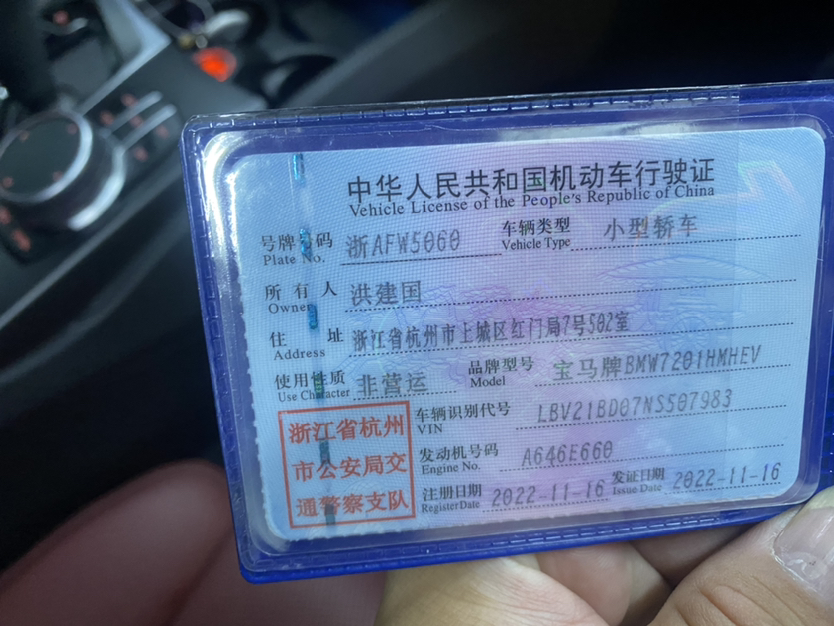 中华人民共和国机动车行驶证
Vehicle License of the People's Republic of China
号牌号码 浙AFW5060 车辆类型 小型轿车
Plate No. Vehicle Type
所有人 洪建国
Owner
住址 浙江省杭州市上城区红门局7号502室
Address
使用性质 非营运 品牌型号 宝马牌BMW7201HMHEV
Use Character Model
浙江省杭州
市公安局交
通警察支队
车辆识别代号 LBV21BD07NS507983
VIN
发动机号码 A646E660
Engine No.
注册日期 2022-11-16 发证日期 2022-11-16
Register Date Issue Date